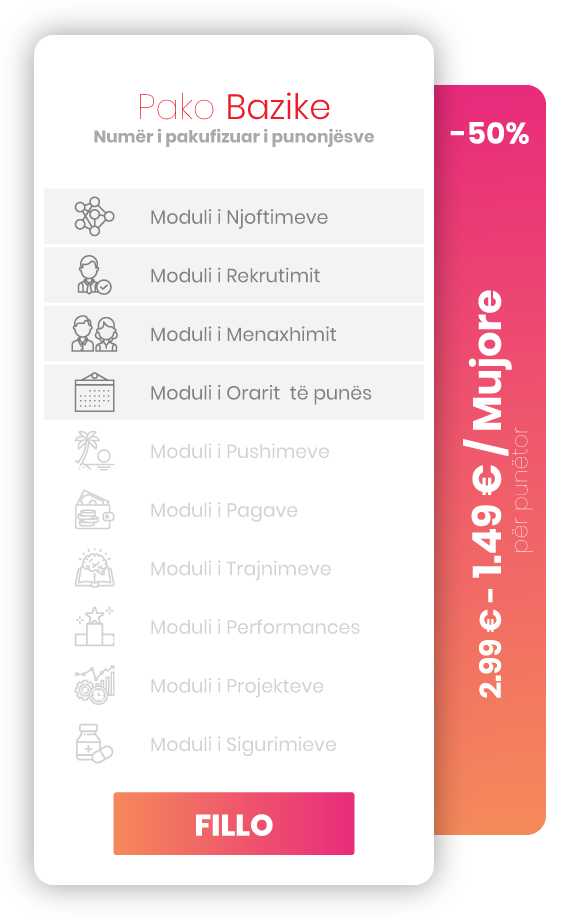 Pako Bazike
Numër i pakufizuar i punonjësve
Moduli i Njoftimeve
Moduli i Rekrutimit
Moduli i Menaxhimit
Moduli i Orarit të punës
Moduli i Pushimeve
Moduli i Pagave
Moduli i Trajnimeve
Moduli i Performances
Moduli i Projekteve
Moduli i Sigurimieve
FILLO
-50%
2.99 € - 1.49 € / Mujore
për punëtor